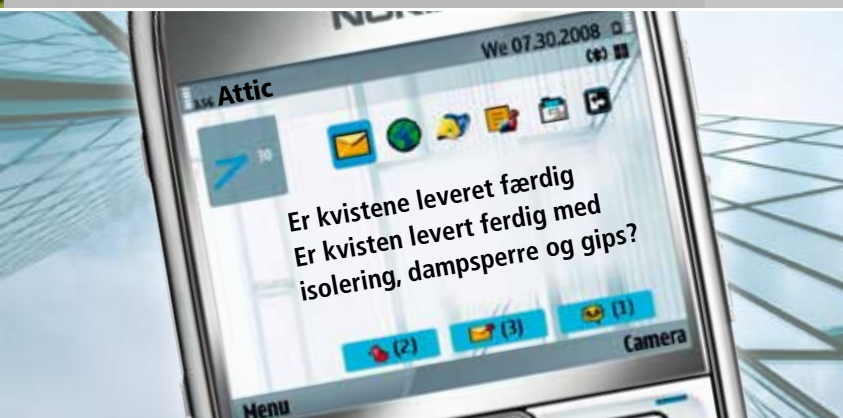 We 07.30.2008
Attic
30
Er kvistene leveret færdig
Er kvisten levert ferdig med
isolering, dampsperre og gips?
(2)
(3)
(1)
Camera
Menu